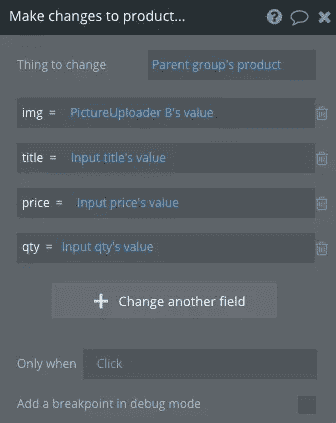 Make changes to product...
Thing to change Parent group's product
img = PictureUploader B's value
title = Input title's value
price = Input price's value
qty = Input qty's value
Change another field
Only when Click
Add a breakpoint in debug mode